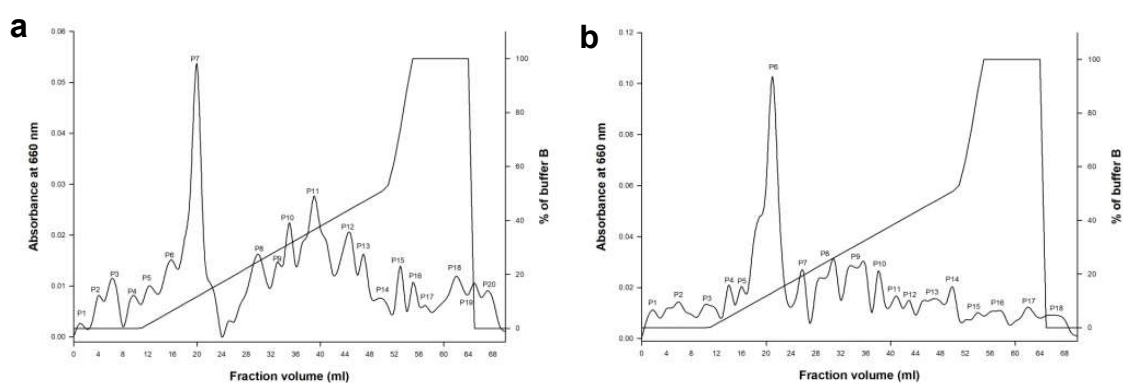 a
0.06
0.05
0.04
0.03
0.02
0.01
0.00
Absorbance at 660 nm
P1
P2
P3
P4
P5
P6
P7
P8
P9
P10
P11
P12
P13
P14
P15
P16
P17
P18
P19
P20
100
80
60
40
20
0
% of buffer B
0 4 8 12 16 20 24 28 32 36 40 44 48 52 56 60 64 68
Fraction volume (ml)
b
0.12
0.10
0.08
0.06
0.04
0.02
0.00
Absorbance at 660 nm
P1
P2
P3
P4
P5
P6
P7
P8
P9
P10
P11
P12
P13
P14
P15
P16
P17
P18
100
80
60
40
20
0
% of buffer B
0 4 8 12 16 20 24 28 32 36 40 44 48 52 56 60 64 68
Fraction volume (ml)